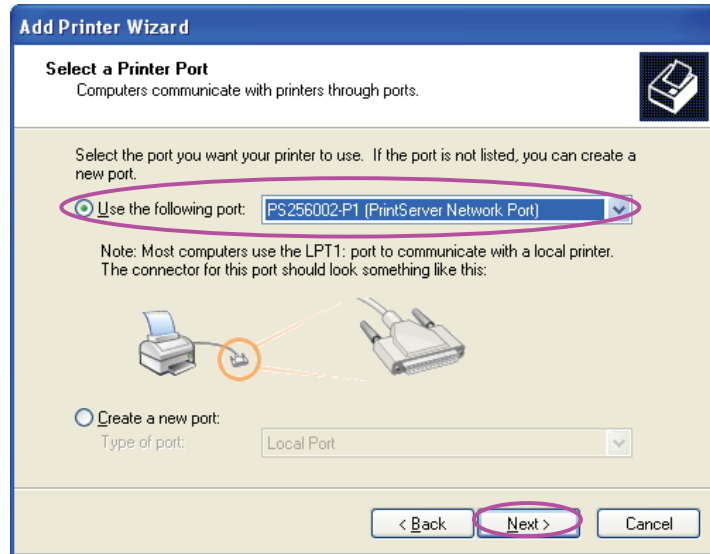 Add Printer Wizard
Select a Printer Port
Computers communicate with printers through ports.
Select the port you want your printer to use. If the port is not listed, you can create a
new port.
Use the following port: PS256002-P1 (PrintServer Network Port)
Note: Most computers use the LPT1: port to communicate with a local printer.
The connector for this port should look something like this:
Create a new port:
Type of port: Local Port
< Back Next > Cancel